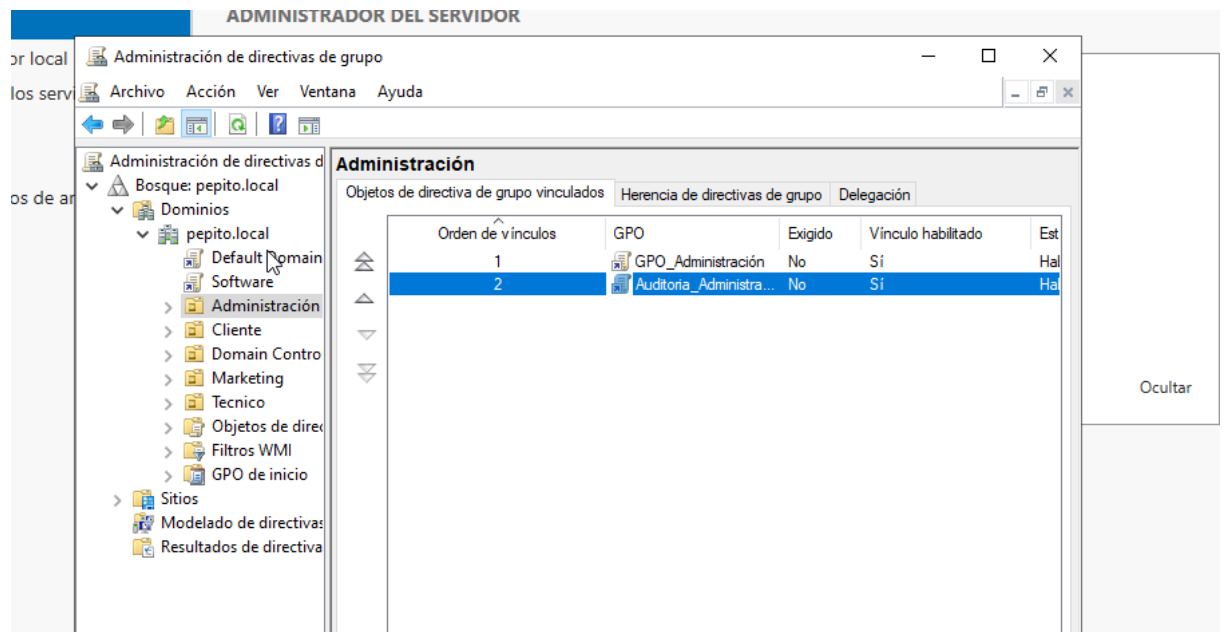 ADMINISTRADOR DEL SERVIDOR
or local
los servi
os de ar
Administración de directivas de grupo
Archivo Acción Ver Ventana Ayuda
Administración de directivas d
Bosque: pepito.local
Dominios
pepito.local
Default Domain
Software
Administración
Cliente
Domain Contro
Marketing
Tecnico
Objetos de direc
Filtros WMI
GPO de inicio
Sitios
Modelado de directivas
Resultados de directiva
Administración
Objetos de directiva de grupo vinculados Herencia de directivas de grupo Delegación
Orden de vínculos GPO Exigido Vínculo habilitado Est
1 GPO_Administración No Sí Hal
2 Auditoria_Administra... No Sí Hal
Ocultar